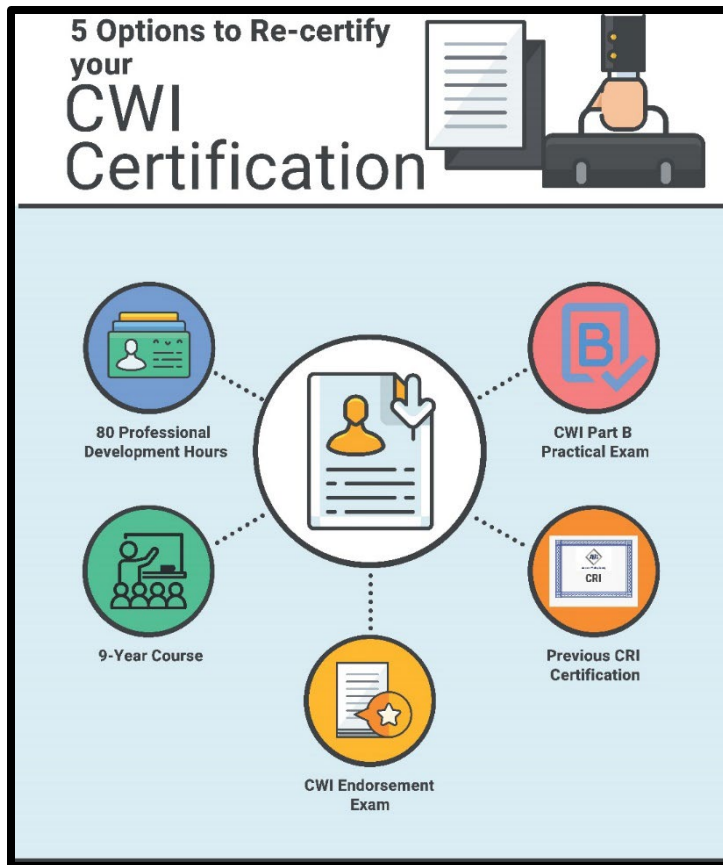 5 Options to Re-certify
your
CWI
Certification
80 Professional
Development Hours
B
CWI Part B
Practical Exam
9-Year Course
CRI
Previous CRI
Certification
CWI Endorsement
Exam